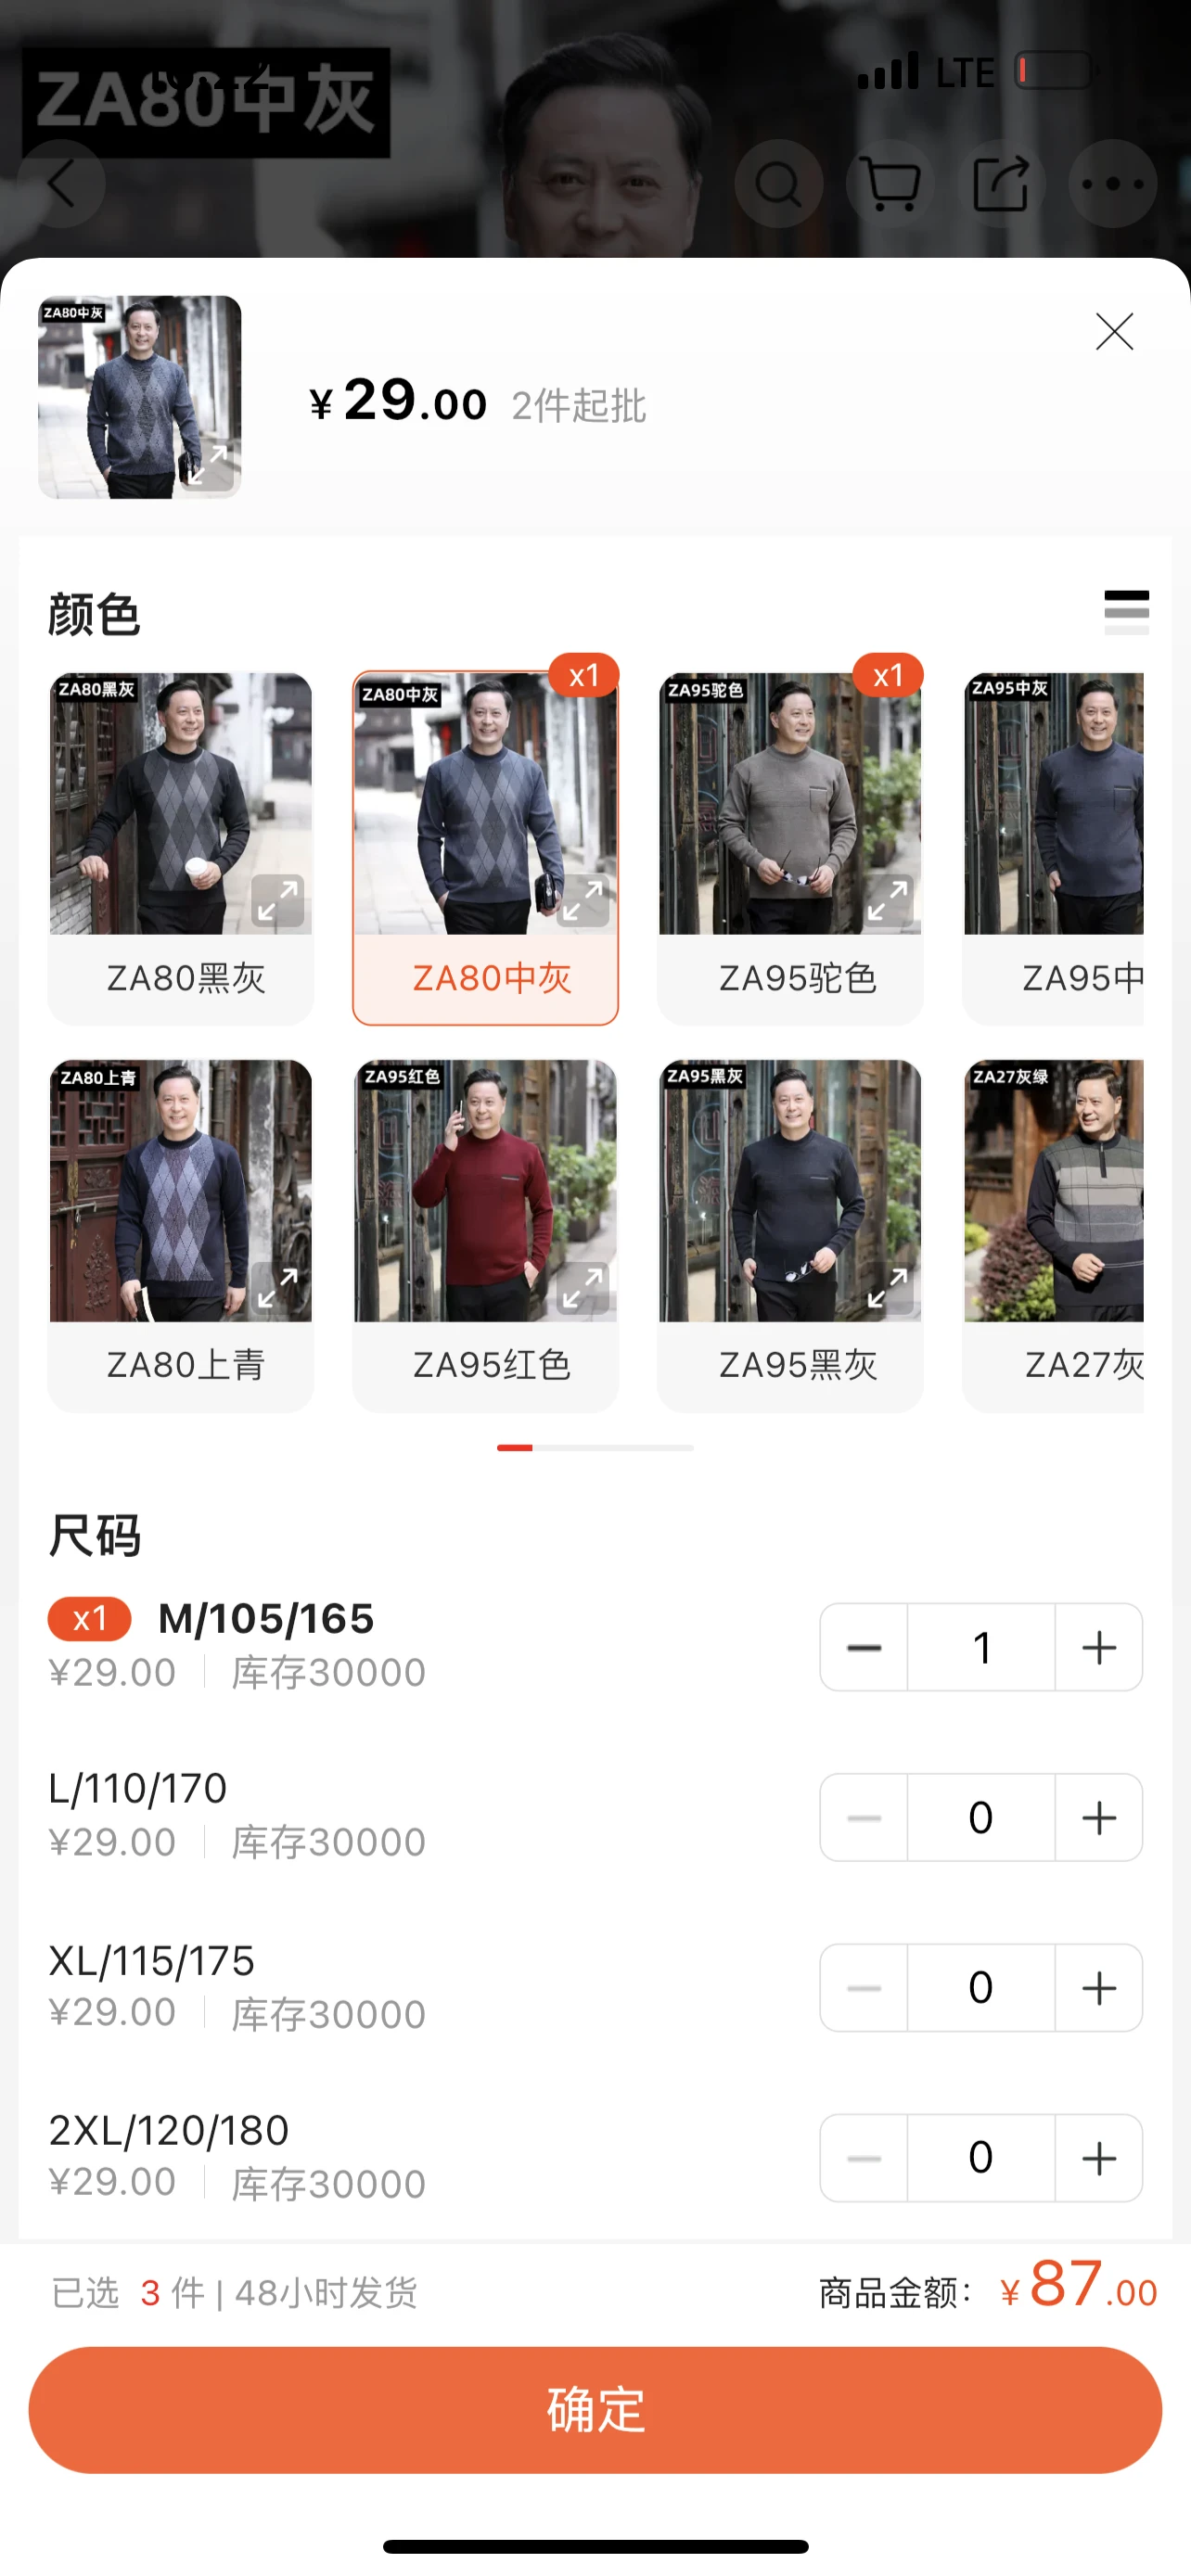 ZA80中灰
LTE
ZA80中灰
¥29.00 2件起批
颜色
x1
x1
ZA80黑灰
ZA80中灰
ZA95驼色
ZA95中灰
ZA80黑灰
ZA80中灰
ZA95驼色
ZA95中
ZA80上青
ZA95红色
ZA95黑灰
ZA27灰绿
ZA80上青
ZA95红色
ZA95黑灰
ZA27灰
尺码
x1 M/105/165
¥29.00 库存30000
1
L/110/170
¥29.00 库存30000
0
XL/115/175
¥29.00 库存30000
0
2XL/120/180
¥29.00 库存30000
0
已选 3 件 | 48小时发货
商品金额: ¥87.00
确定